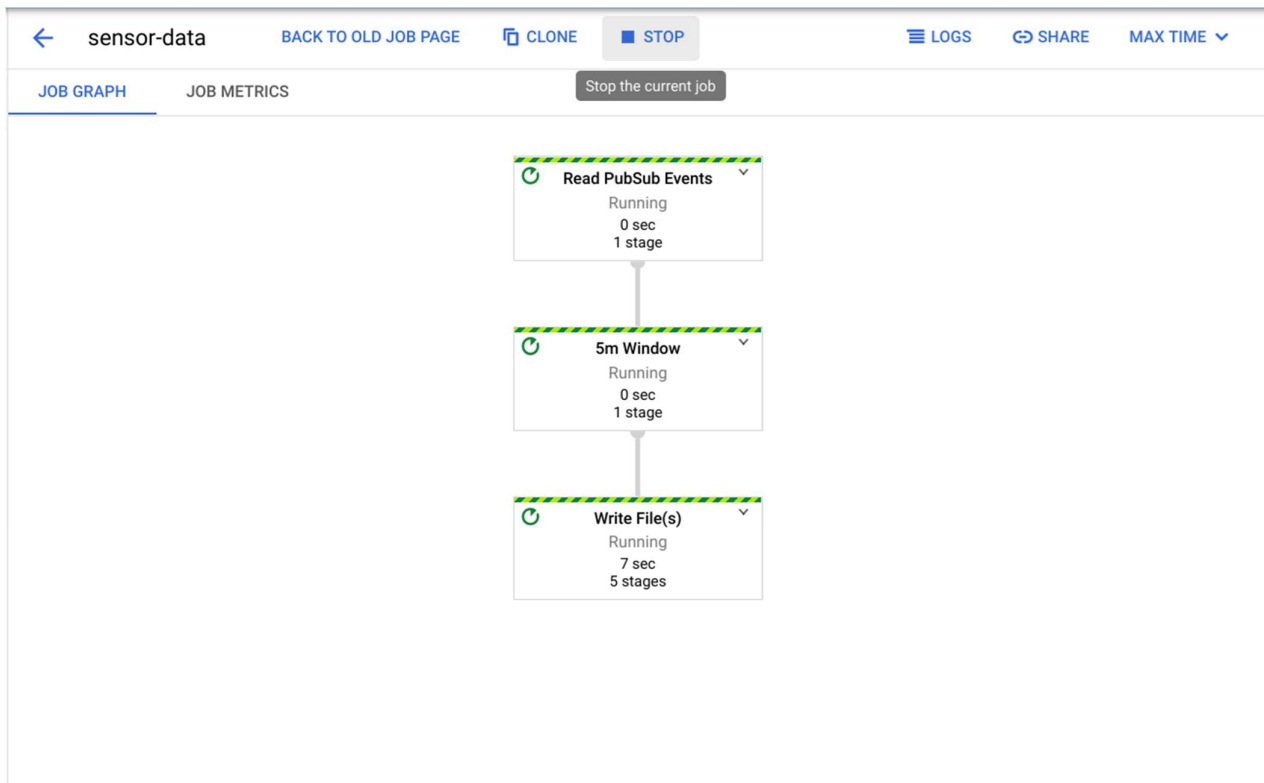 sensor-data BACK TO OLD JOB PAGE CLONE STOP LOGS SHARE MAX TIME
Stop the current job
JOB GRAPH JOB METRICS
Read PubSub Events
Running
0 sec
1 stage
5m Window
Running
0 sec
1 stage
Write File(s)
Running
7 sec
5 stages